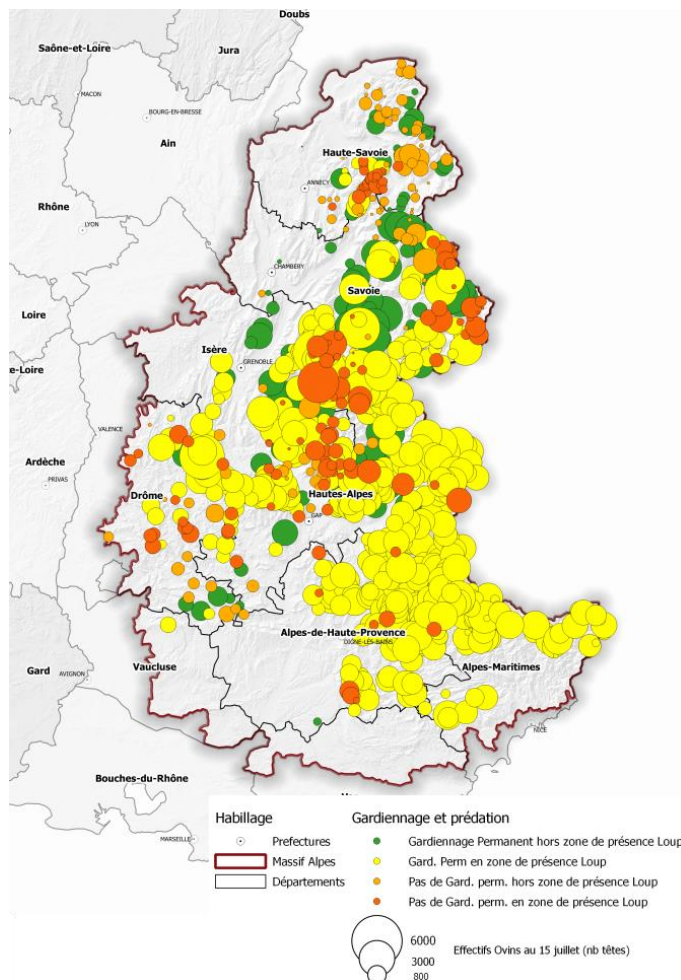 Doubs
Saône-et-Loire
Jura
MACON
BOURG-EN-BRESSE
Ain
Haute-Savoie
ANNECY
Rhône
LYON
CHAMBERY
Loire
Savoie
e-Loire
Isère
GRENOBLE
VALENCE
Ardèche
PRIVAS
Drôme
Hautes-Alpes
GAP
Alpes-de-Haute-Provence
DIGNE-LES-BAINS
Vaucluse
Alpes-Maritimes
Gard
AVIGNON
NICE
Bouches-du-Rhône
MARSEILLE
Habillage
Prefectures
Massif Alpes
Départements
Gardiennage et prédation
Gardiennage Permanent hors zone de présence Loup
Gard. Perm en zone de présence Loup
Pas de Gard. perm. hors zone de présence Loup
Pas de Gard. perm. en zone de présence Loup
6000
3000
800
Effectifs Ovins au 15 juillet (nb têtes)